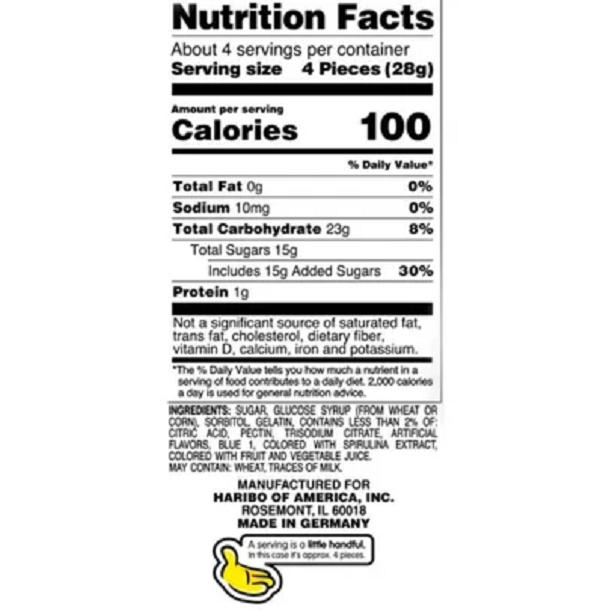 Nutrition Facts
About 4 servings per container
Serving size 4 Pieces (28g)
Amount per serving
Calories 100
% Daily Value*
Total Fat 0g 0%
Sodium 10mg 0%
Total Carbohydrate 23g 8%
Total Sugars 15g
Includes 15g Added Sugars 30%
Protein 1g
Not a significant source of saturated fat,
trans fat, cholesterol, dietary fiber,
vitamin D, calcium, iron and potassium.
*The % Daily Value tells you how much a nutrient in a
serving of food contributes to a daily diet. 2,000 calories
a day is used for general nutrition advice.
INGREDIENTS: SUGAR, GLUCOSE SYRUP (FROM WHEAT OR
CORN), SORBITOL, GELATIN, CONTAINS LESS THAN 2% OF:
CITRIC ACID, PECTIN, TRISODIUM CITRATE, ARTIFICIAL
FLAVORS, BLUE 1, COLORED WITH SPIRULINA EXTRACT,
COLORED WITH FRUIT AND VEGETABLE JUICE.
MAY CONTAIN: WHEAT, TRACES OF MILK.
MANUFACTURED FOR
HARIBO OF AMERICA, INC.
ROSEMONT, IL 60018
MADE IN GERMANY
A serving is a little handful.
In this case it's approx. 4 pieces.